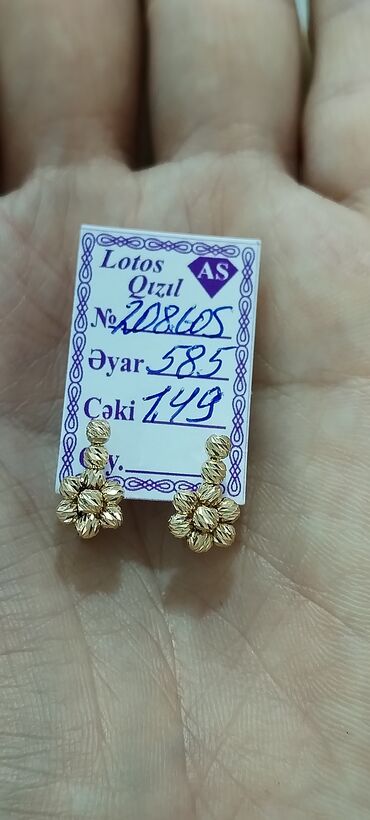 Lotos
Qızıl
AS
№ 208605
Əyar 585
Çəki 1,49